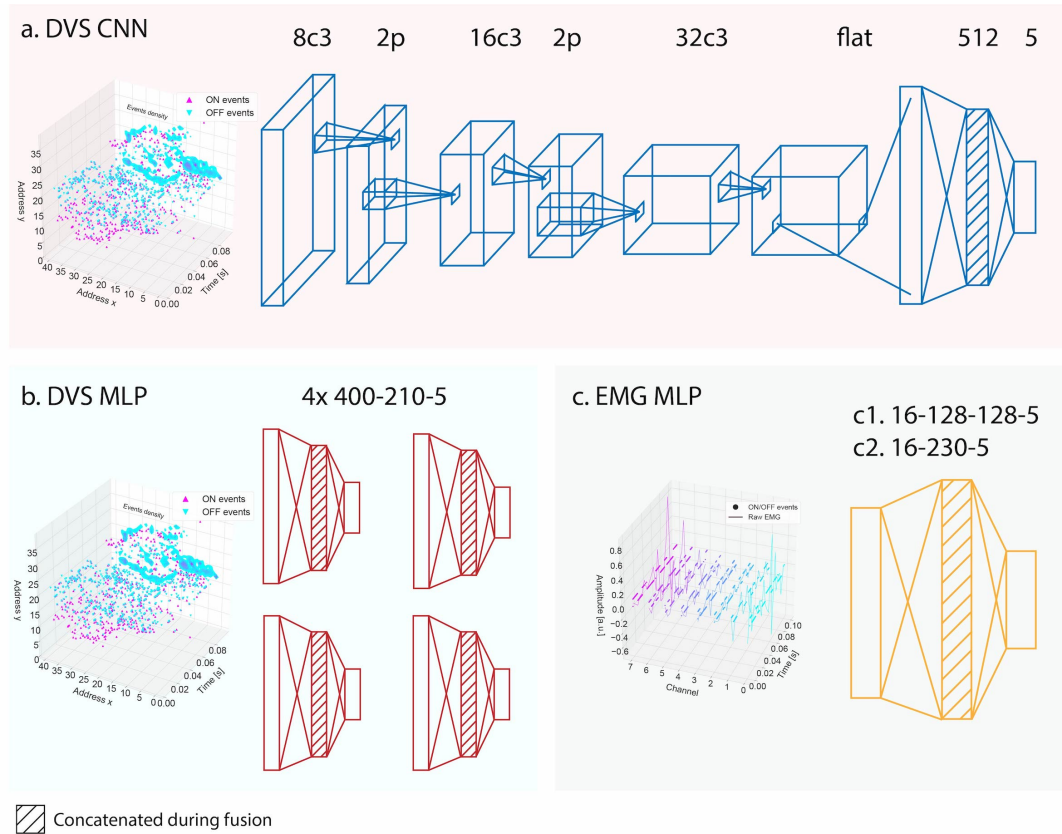 a. DVS CNN
8c3 2p 16c3 2p 32c3 flat 512 5
Events density
ON events
OFF events
Address y
35
30
25
20
15
10
5
0
40 35 30 25 20 15 10 5 0
Address x
0.00 0.02 0.04 0.06 0.08
Time [s]
b. DVS MLP
4x 400-210-5
Events density
ON events
OFF events
Address y
35
30
25
20
15
10
5
0
40 35 30 25 20 15 10 5 0
Address x
0.00 0.02 0.04 0.06 0.08
Time [s]
c. EMG MLP
c1. 16-128-128-5
c2. 16-230-5
ON/OFF events
Raw EMG
Amplitude [a.u.]
0.8
0.6
0.4
0.2
0.0
-0.2
-0.4
-0.6
7 6 5 4 3 2 1 0
Channel
0.00 0.02 0.04 0.06 0.08 0.10
Time [s]
Concatenated during fusion